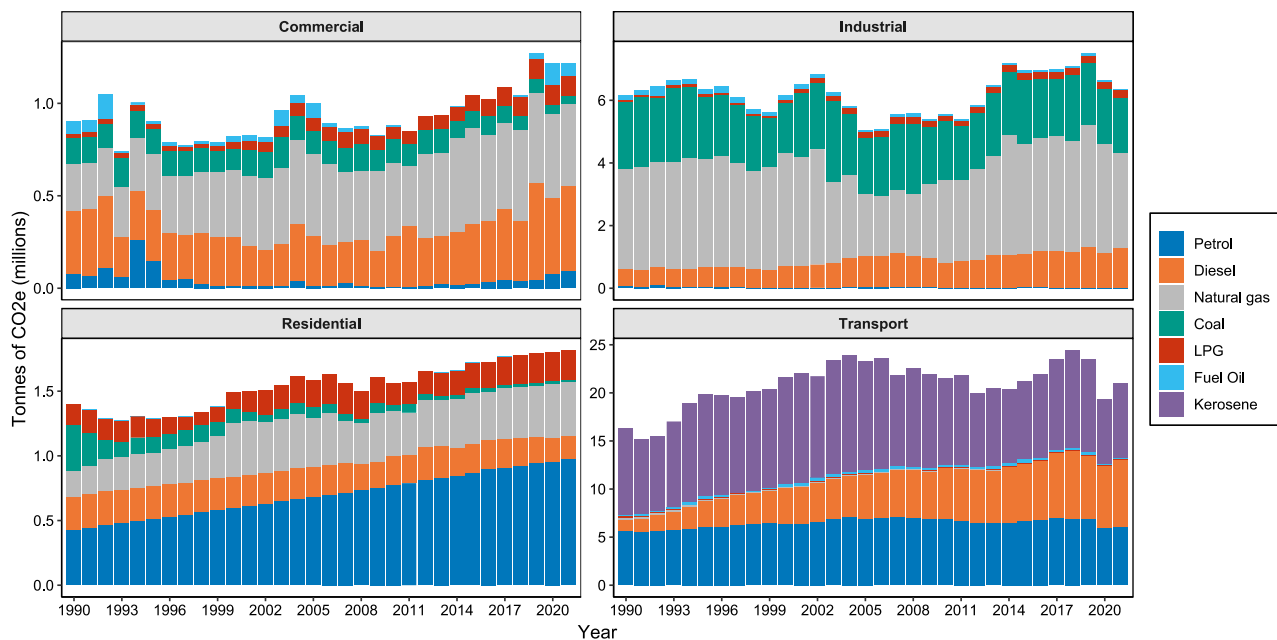 Commercial
Industrial
1.0
0.5
0.0
6
4
2
0
Residential
Transport
1.5
1.0
0.5
0.0
25
20
15
10
5
0
1990 1993 1996 1999 2002 2005 2008 2011 2014 2017 2020
1990 1993 1996 1999 2002 2005 2008 2011 2014 2017 2020
Year
Tonnes of CO2e (millions)
Petrol
Diesel
Natural gas
Coal
LPG
Fuel Oil
Kerosene